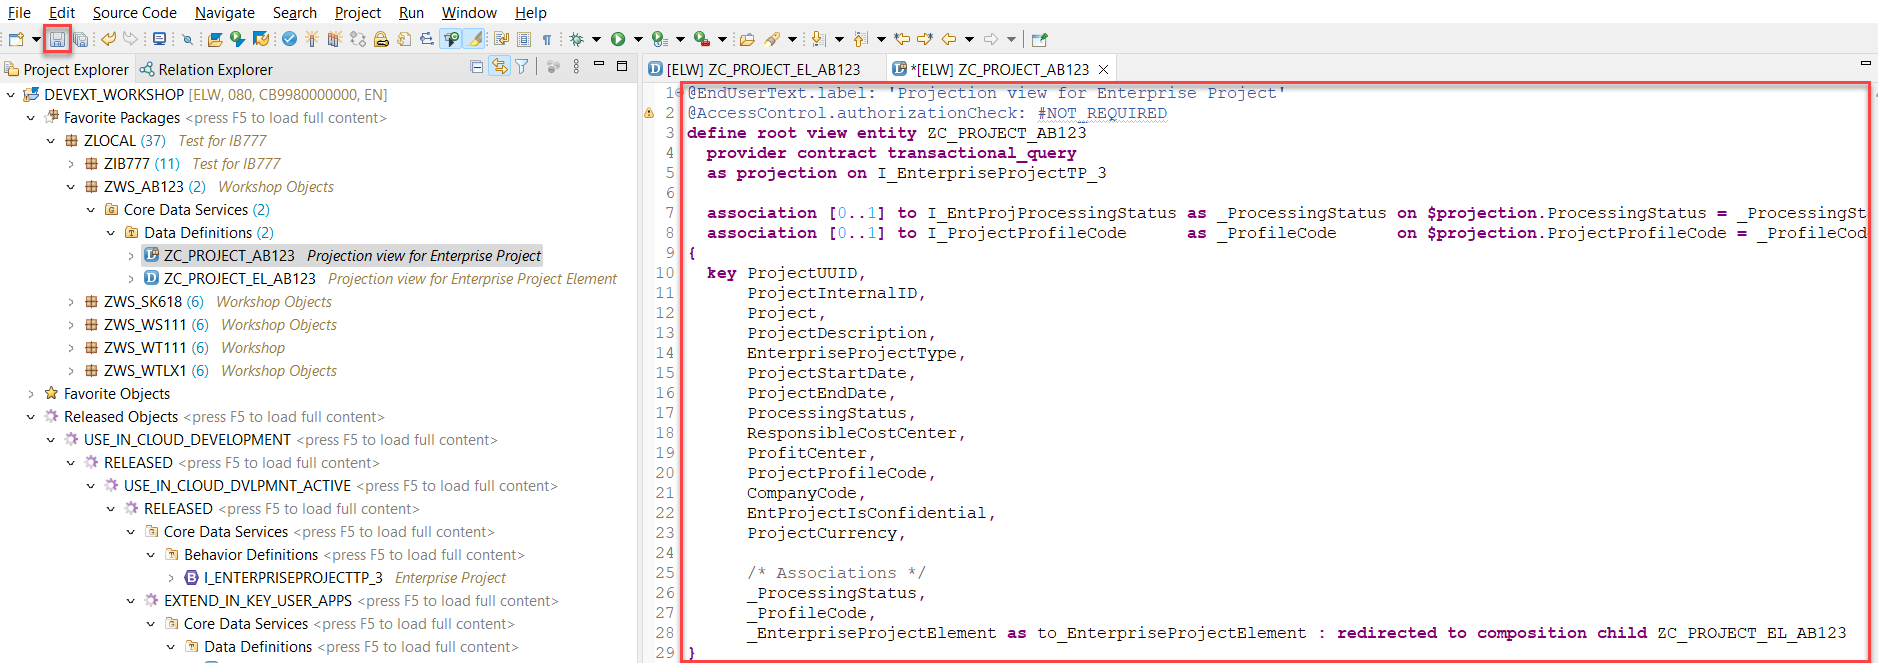 File Edit Source Code Navigate Search Project Run Window Help
Project Explorer Relation Explorer
DEVEXT_WORKSHOP [ELW, 080, CB9980000000, EN]
Favorite Packages <press F5 to load full content>
ZLOCAL (37) Test for IB777
ZIB777 (11) Test for IB777
ZWS_AB123 (2) Workshop Objects
Core Data Services (2)
Data Definitions (2)
ZC_PROJECT_AB123 Projection view for Enterprise Project
ZC_PROJECT_EL_AB123 Projection view for Enterprise Project Element
ZWS_SK618 (6) Workshop Objects
ZWS_WS111 (6) Workshop Objects
ZWS_WT111 (6) Workshop
ZWS_WTLX1 (6) Workshop Objects
Favorite Objects
Released Objects <press F5 to load full content>
USE_IN_CLOUD_DEVELOPMENT <press F5 to load full content>
RELEASED <press F5 to load full content>
USE_IN_CLOUD_DVLPMNT_ACTIVE <press F5 to load full content>
RELEASED <press F5 to load full content>
Core Data Services <press F5 to load full content>
Behavior Definitions <press F5 to load full content>
I_ENTERPRISEPROJECTTP_3 Enterprise Project
EXTEND_IN_KEY_USER_APPS <press F5 to load full content>
Core Data Services <press F5 to load full content>
Data Definitions <press F5 to load full content>
[ELW] ZC_PROJECT_EL_AB123 *[ELW] ZC_PROJECT_AB123
1 @EndUserText.label: 'Projection view for Enterprise Project'
2 @AccessControl.authorizationCheck: #NOT_REQUIRED
3 define root view entity ZC_PROJECT_AB123
4 provider contract transactional_query
5 as projection on I_EnterpriseProjectTP_3
6
7 association [0..1] to I_EntProjProcessingStatus as _ProcessingStatus on $projection.ProcessingStatus = _ProcessingSt
8 association [0..1] to I_ProjectProfileCode as _ProfileCode on $projection.ProjectProfileCode = _ProfileCod
9 {
10 key ProjectUUID,
11 ProjectInternalID,
12 Project,
13 ProjectDescription,
14 EnterpriseProjectType,
15 ProjectStartDate,
16 ProjectEndDate,
17 ProcessingStatus,
18 ResponsibleCostCenter,
19 ProfitCenter,
20 ProjectProfileCode,
21 CompanyCode,
22 EntProjectIsConfidential,
23 ProjectCurrency,
24
25 /* Associations */
26 _ProcessingStatus,
27 _ProfileCode,
28 _EnterpriseProjectElement as to_EnterpriseProjectElement : redirected to composition child ZC_PROJECT_EL_AB123
29 }